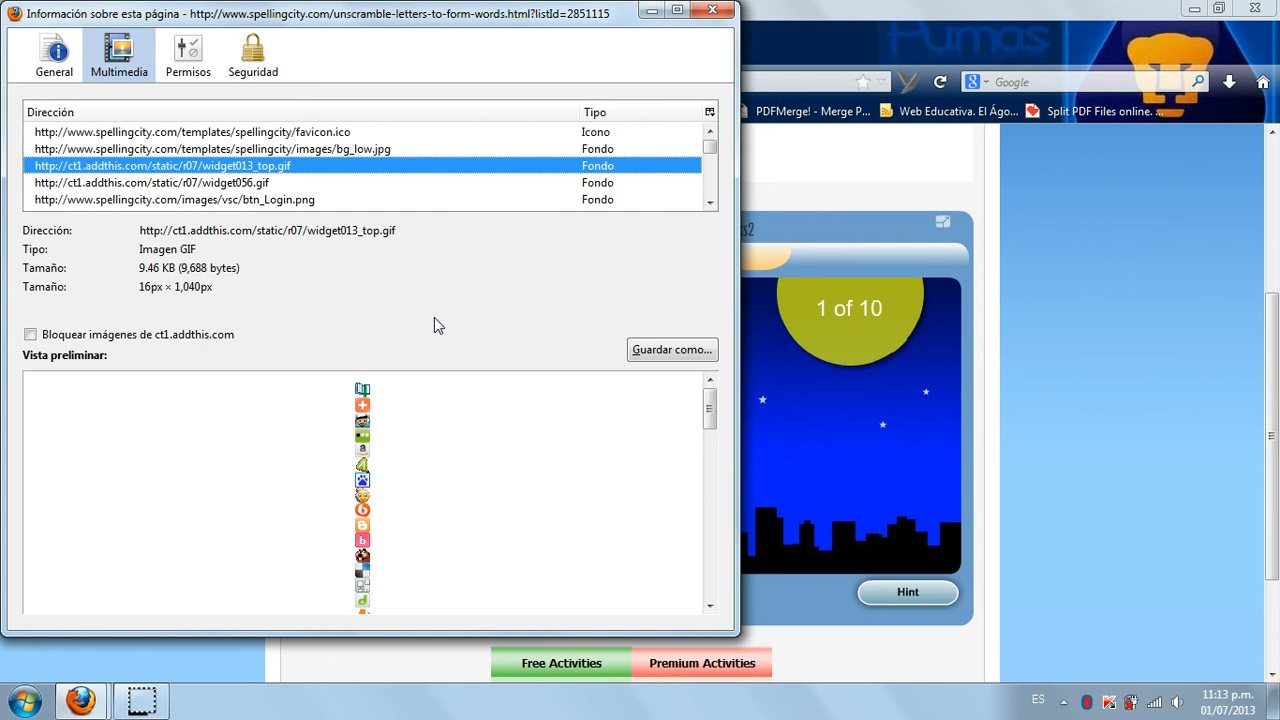 Información sobre esta página - http://www.spellingcity.com/unscramble-letters-to-form-words.html?listId=2851115
General
Multimedia
Permisos
Seguridad
Dirección Tipo
http://www.spellingcity.com/templates/spellingcity/favicon.ico Icono
http://www.spellingcity.com/templates/spellingcity/images/bg_low.jpg Fondo
http://ct1.addthis.com/static/r07/widget013_top.gif Fondo
http://ct1.addthis.com/static/r07/widget056.gif Fondo
http://www.spellingcity.com/images/vsc/btn_Login.png Fondo
Dirección: http://ct1.addthis.com/static/r07/widget013_top.gif
Tipo: Imagen GIF
Tamaño: 9.46 KB (9,688 bytes)
Tamaño: 16px × 1,040px
Bloquear imágenes de ct1.addthis.com
Guardar como...
Vista preliminar:
Pumas
Google
PDFMerge! - Merge P... Web Educativa. El Ágo... Split PDF Files online. ...
1 of 10
Hint
Free Activities Premium Activities
ES
11:13 p.m.
01/07/2013